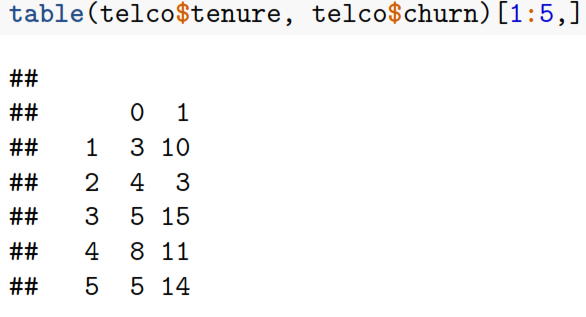 table(telco$tenure, telco$churn)[1:5,]
##
##      0  1
##   1  3 10
##   2  4  3
##   3  5 15
##   4  8 11
##   5  5 14